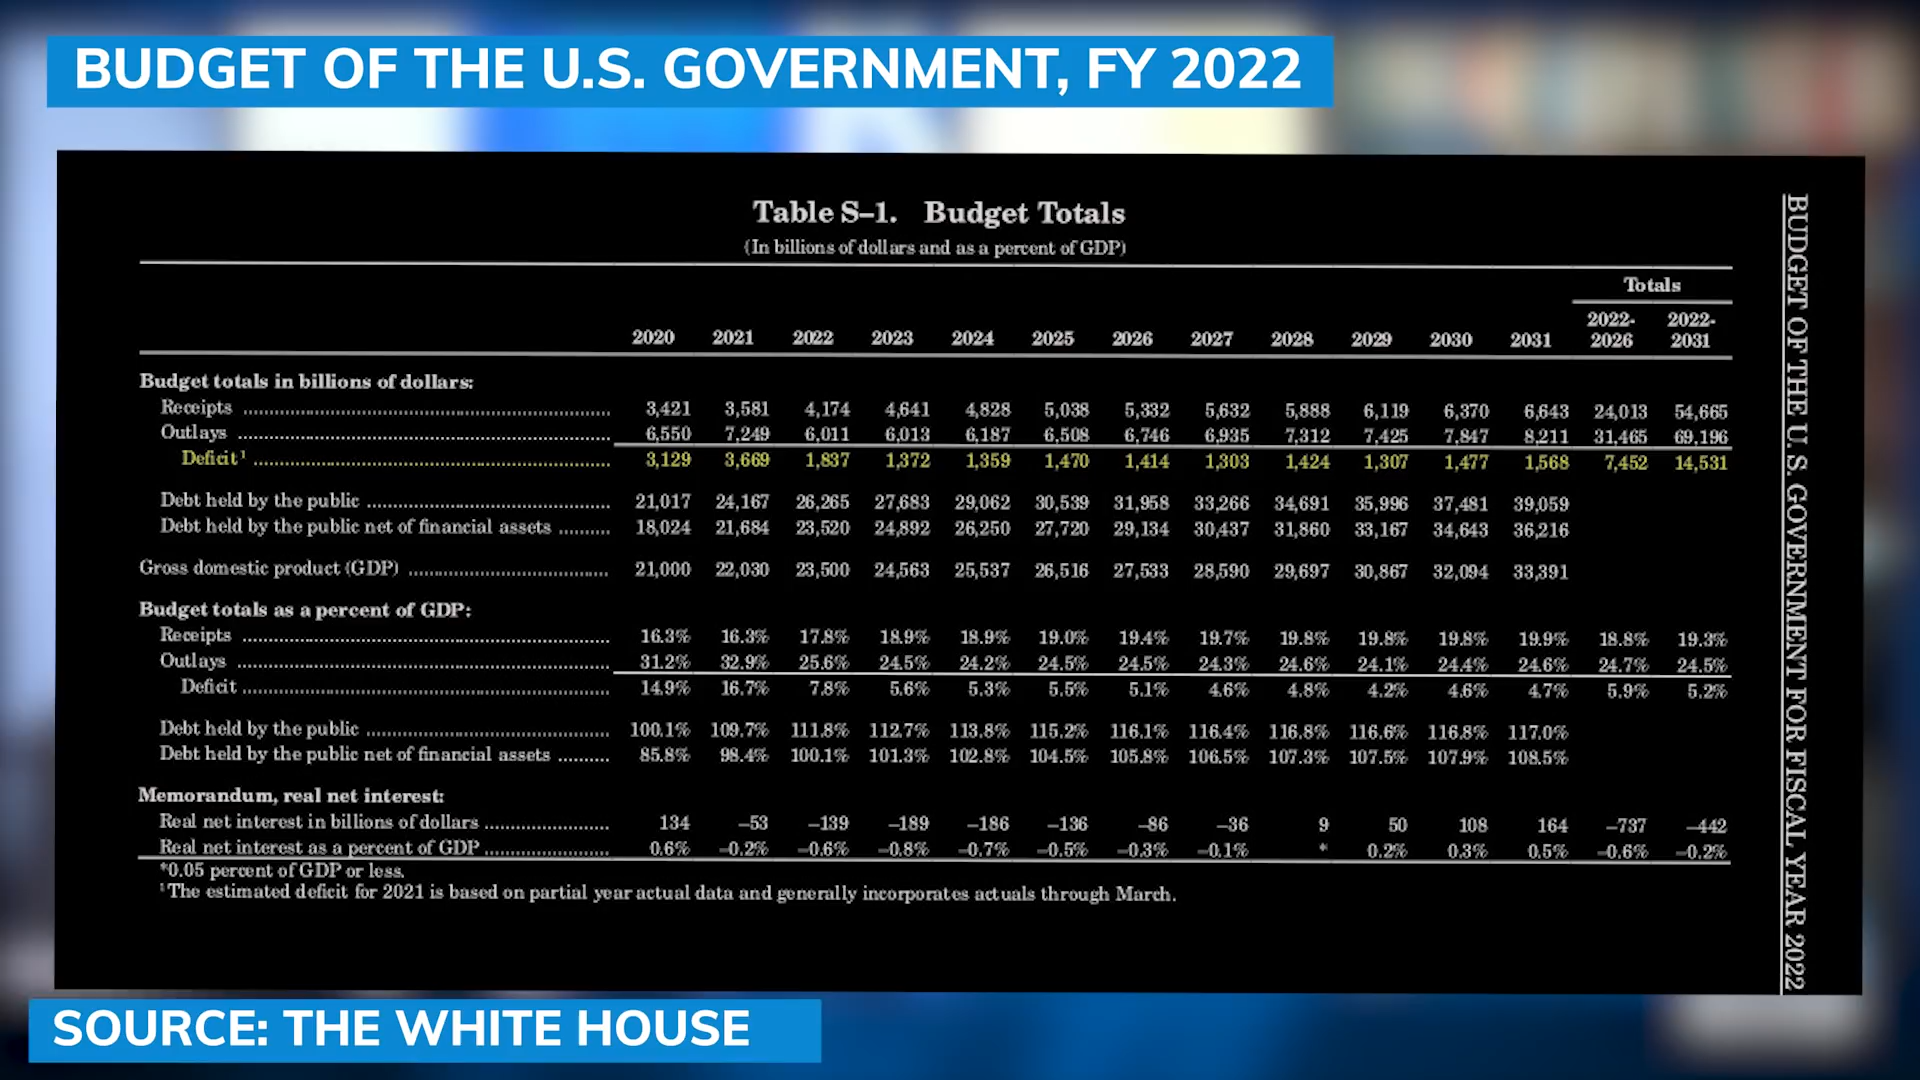 BUDGET OF THE U.S. GOVERNMENT, FY 2022
Table S–1. Budget Totals
(In billions of dollars and as a percent of GDP)
Totals
2020 2021 2022 2023 2024 2025 2026 2027 2028 2029 2030 2031 2022-2026 2022-2031
Budget totals in billions of dollars:
Receipts 3,421 3,581 4,174 4,641 4,828 5,038 5,332 5,632 5,888 6,119 6,370 6,643 24,013 54,665
Outlays 6,550 7,249 6,011 6,013 6,187 6,508 6,746 6,935 7,312 7,425 7,847 8,211 31,465 69,196
Deficit¹ 3,129 3,669 1,837 1,372 1,359 1,470 1,414 1,303 1,424 1,307 1,477 1,568 7,452 14,531
Debt held by the public 21,017 24,167 26,265 27,683 29,062 30,539 31,958 33,266 34,691 35,996 37,481 39,059
Debt held by the public net of financial assets 18,024 21,684 23,520 24,892 26,250 27,720 29,134 30,437 31,860 33,167 34,643 36,216
Gross domestic product (GDP) 21,000 22,030 23,500 24,563 25,537 26,516 27,533 28,590 29,697 30,867 32,094 33,391
Budget totals as a percent of GDP:
Receipts 16.3% 16.3% 17.8% 18.9% 18.9% 19.0% 19.4% 19.7% 19.8% 19.8% 19.8% 19.9% 18.8% 19.3%
Outlays 31.2% 32.9% 25.6% 24.5% 24.2% 24.5% 24.5% 24.3% 24.6% 24.1% 24.4% 24.6% 24.7% 24.5%
Deficit 14.9% 16.7% 7.8% 5.6% 5.3% 5.5% 5.1% 4.6% 4.8% 4.2% 4.6% 4.7% 5.9% 5.2%
Debt held by the public 100.1% 109.7% 111.8% 112.7% 113.8% 115.2% 116.1% 116.4% 116.8% 116.6% 116.8% 117.0%
Debt held by the public net of financial assets 85.8% 98.4% 100.1% 101.3% 102.8% 104.5% 105.8% 106.5% 107.3% 107.5% 107.9% 108.5%
Memorandum, real net interest:
Real net interest in billions of dollars 134 –53 –139 –189 –186 –136 –86 –36 9 50 108 164 –737 –442
Real net interest as a percent of GDP 0.6% –0.2% –0.6% –0.8% –0.7% –0.5% –0.3% –0.1% * 0.2% 0.3% 0.5% –0.6% –0.2%
*0.05 percent of GDP or less.
¹The estimated deficit for 2021 is based on partial year actual data and generally incorporates actuals through March.
BUDGET OF THE U.S. GOVERNMENT FOR FISCAL YEAR 2022
SOURCE: THE WHITE HOUSE